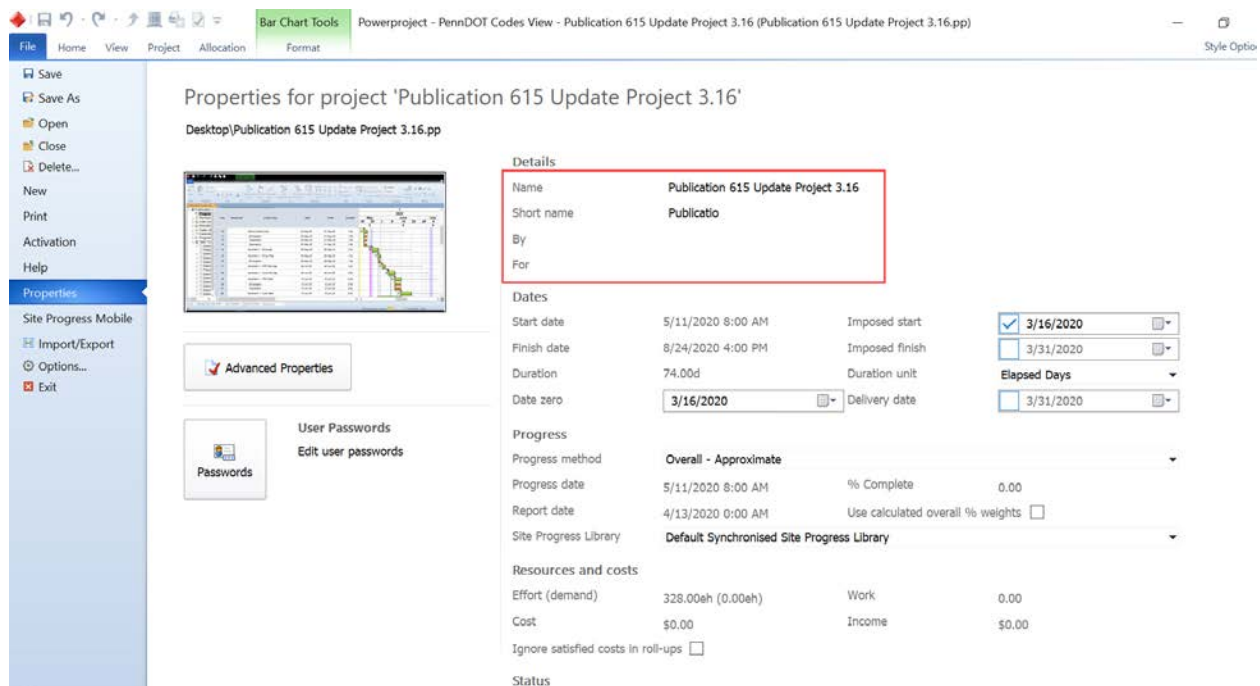 Bar Chart Tools Powerproject - PennDOT Codes View - Publication 615 Update Project 3.16 (Publication 615 Update Project 3.16.pp)
File Home View Project Allocation Format Style Optio
Save
Save As
Open
Close
Delete...
New
Print
Activation
Help
Properties
Site Progress Mobile
Import/Export
Options...
Exit
Properties for project 'Publication 615 Update Project 3.16'
Desktop\Publication 615 Update Project 3.16.pp
Advanced Properties
Passwords
User Passwords
Edit user passwords
Details
Name Publication 615 Update Project 3.16
Short name Publicatio
By
For
Dates
Start date 5/11/2020 8:00 AM Imposed start 3/16/2020
Finish date 8/24/2020 4:00 PM Imposed finish 3/31/2020
Duration 74.00d Duration unit Elapsed Days
Date zero 3/16/2020 Delivery date 3/31/2020
Progress
Progress method Overall - Approximate
Progress date 5/11/2020 8:00 AM % Complete 0.00
Report date 4/13/2020 0:00 AM Use calculated overall % weights
Site Progress Library Default Synchronised Site Progress Library
Resources and costs
Effort (demand) 328.00eh (0.00eh) Work 0.00
Cost $0.00 Income $0.00
Ignore satisfied costs in roll-ups
Status